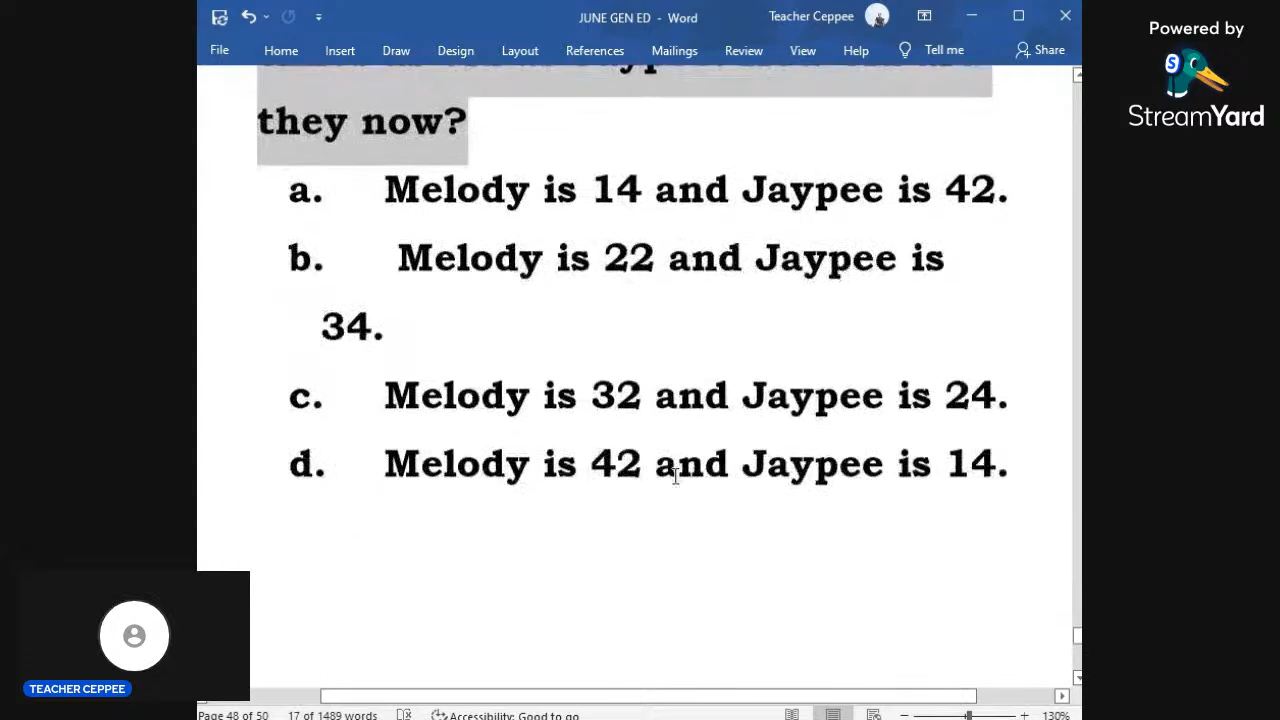 JUNE GEN ED - Word
Teacher Ceppee
File Home Insert Draw Design Layout References Mailings Review View Help Tell me Share
they now?
a. Melody is 14 and Jaypee is 42.
b. Melody is 22 and Jaypee is
34.
c. Melody is 32 and Jaypee is 24.
d. Melody is 42 and Jaypee is 14.
TEACHER CEPPEE
Page 48 of 50 17 of 1489 words Accessibility: Good to go 130%
Powered by
S
StreamYard